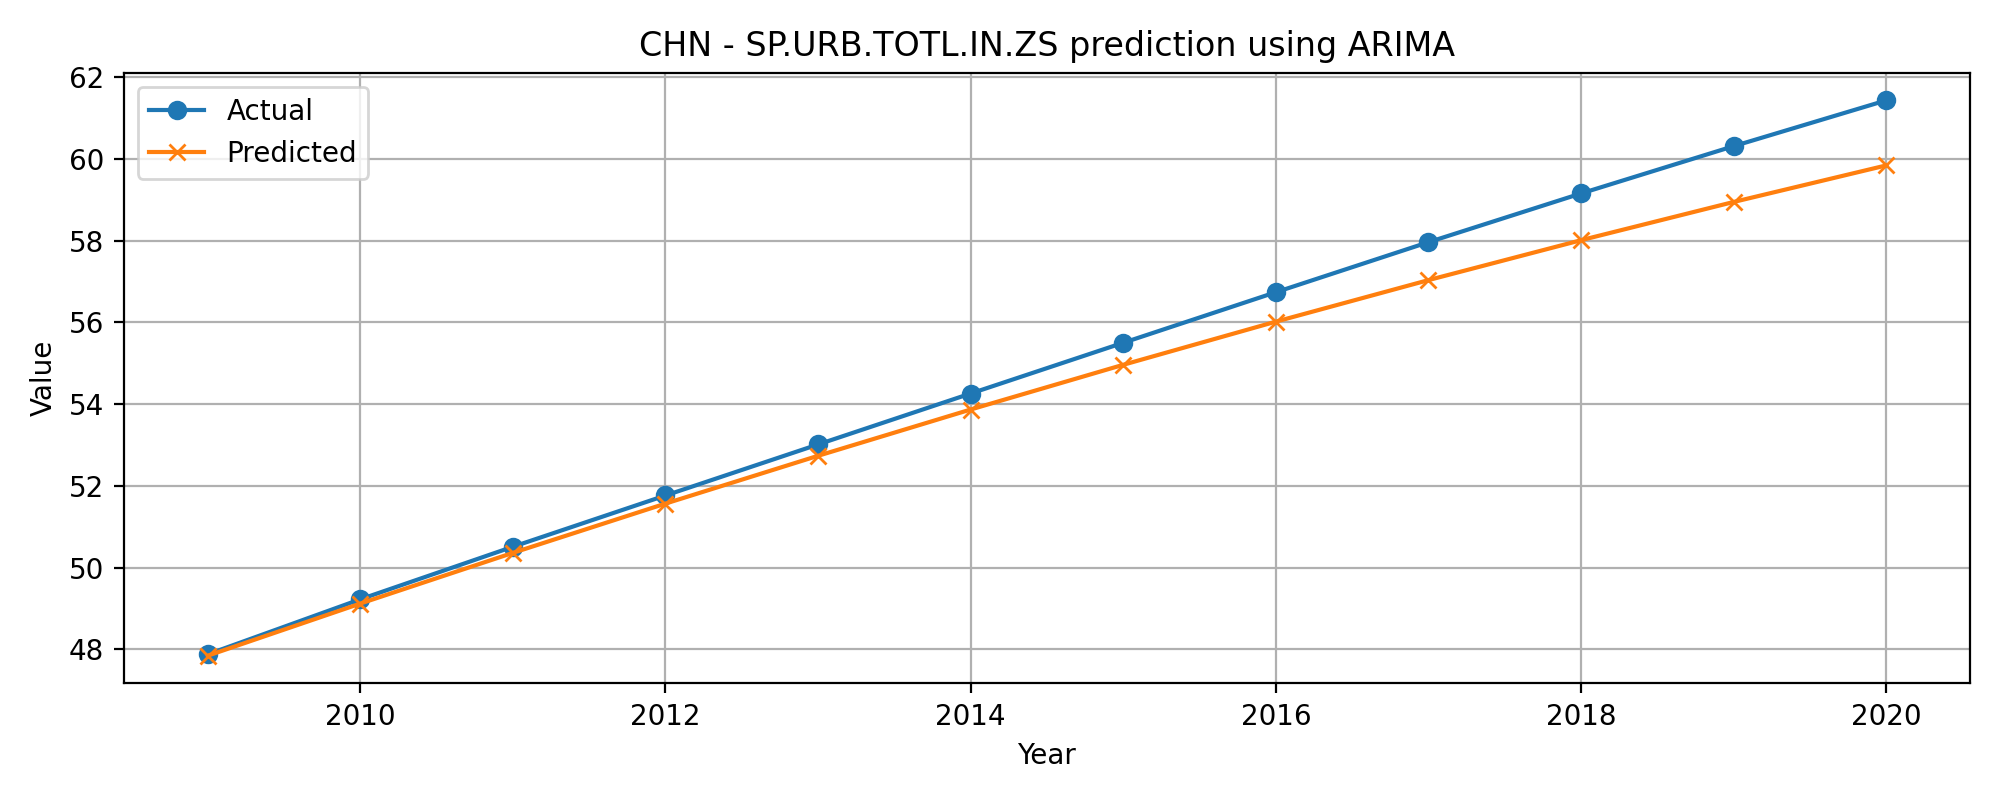 CHN - SP.URB.TOTL.IN.ZS prediction using ARIMA
Actual
Predicted
62
60
58
56
54
52
50
48
Value
2010 2012 2014 2016 2018 2020
Year